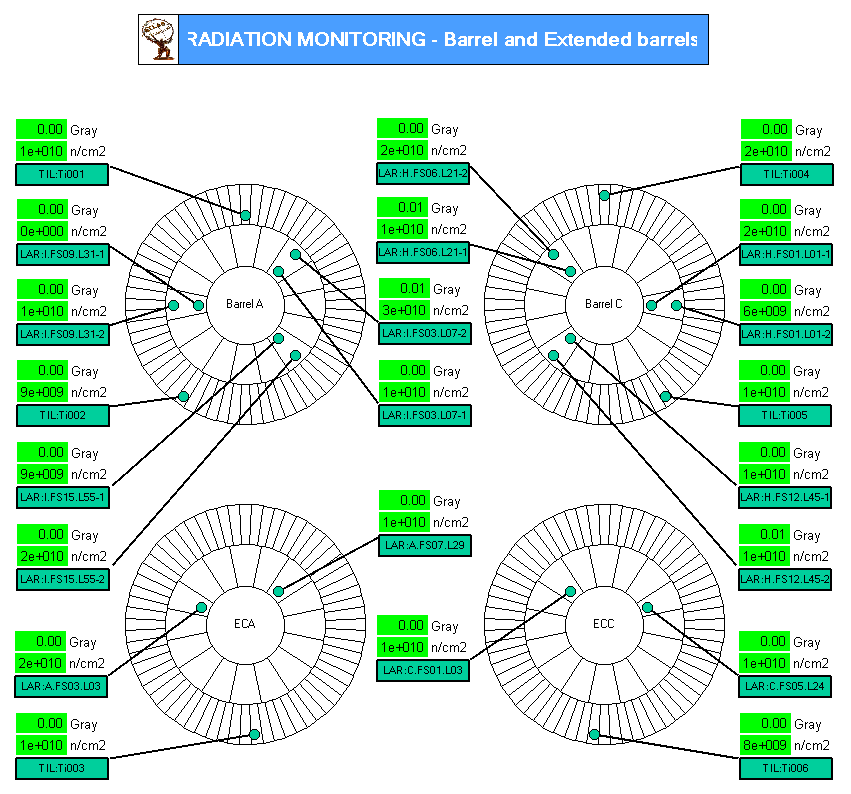 RADIATION MONITORING - Barrel and Extended barrels
0.00 Gray
1e+010 n/cm2
TIL:Ti001
0.00 Gray
0e+000 n/cm2
LAR:I.FS09.L31-1
0.00 Gray
1e+010 n/cm2
LAR:I.FS09.L31-2
0.00 Gray
9e+009 n/cm2
TIL:Ti002
0.00 Gray
9e+009 n/cm2
LAR:I.FS15.L55-1
0.00 Gray
2e+010 n/cm2
LAR:I.FS15.L55-2
0.00 Gray
2e+010 n/cm2
LAR:A.FS03.L03
0.00 Gray
1e+010 n/cm2
TIL:Ti003
Barrel A
ECA
0.00 Gray
2e+010 n/cm2
LAR:H.FS06.L21-2
0.01 Gray
1e+010 n/cm2
LAR:H.FS06.L21-1
0.01 Gray
3e+010 n/cm2
LAR:I.FS03.L07-2
0.00 Gray
1e+010 n/cm2
LAR:I.FS03.L07-1
0.00 Gray
1e+010 n/cm2
LAR:A.FS07.L29
0.00 Gray
1e+010 n/cm2
LAR:C.FS01.L03
Barrel C
ECC
0.00 Gray
2e+010 n/cm2
TIL:Ti004
0.00 Gray
2e+010 n/cm2
LAR:H.FS01.L01-1
0.00 Gray
6e+009 n/cm2
LAR:H.FS01.L01-2
0.00 Gray
1e+010 n/cm2
TIL:Ti005
0.00 Gray
1e+010 n/cm2
LAR:H.FS12.L45-1
0.01 Gray
1e+010 n/cm2
LAR:H.FS12.L45-2
0.00 Gray
1e+010 n/cm2
LAR:C.FS05.L24
0.00 Gray
8e+009 n/cm2
TIL:Ti006